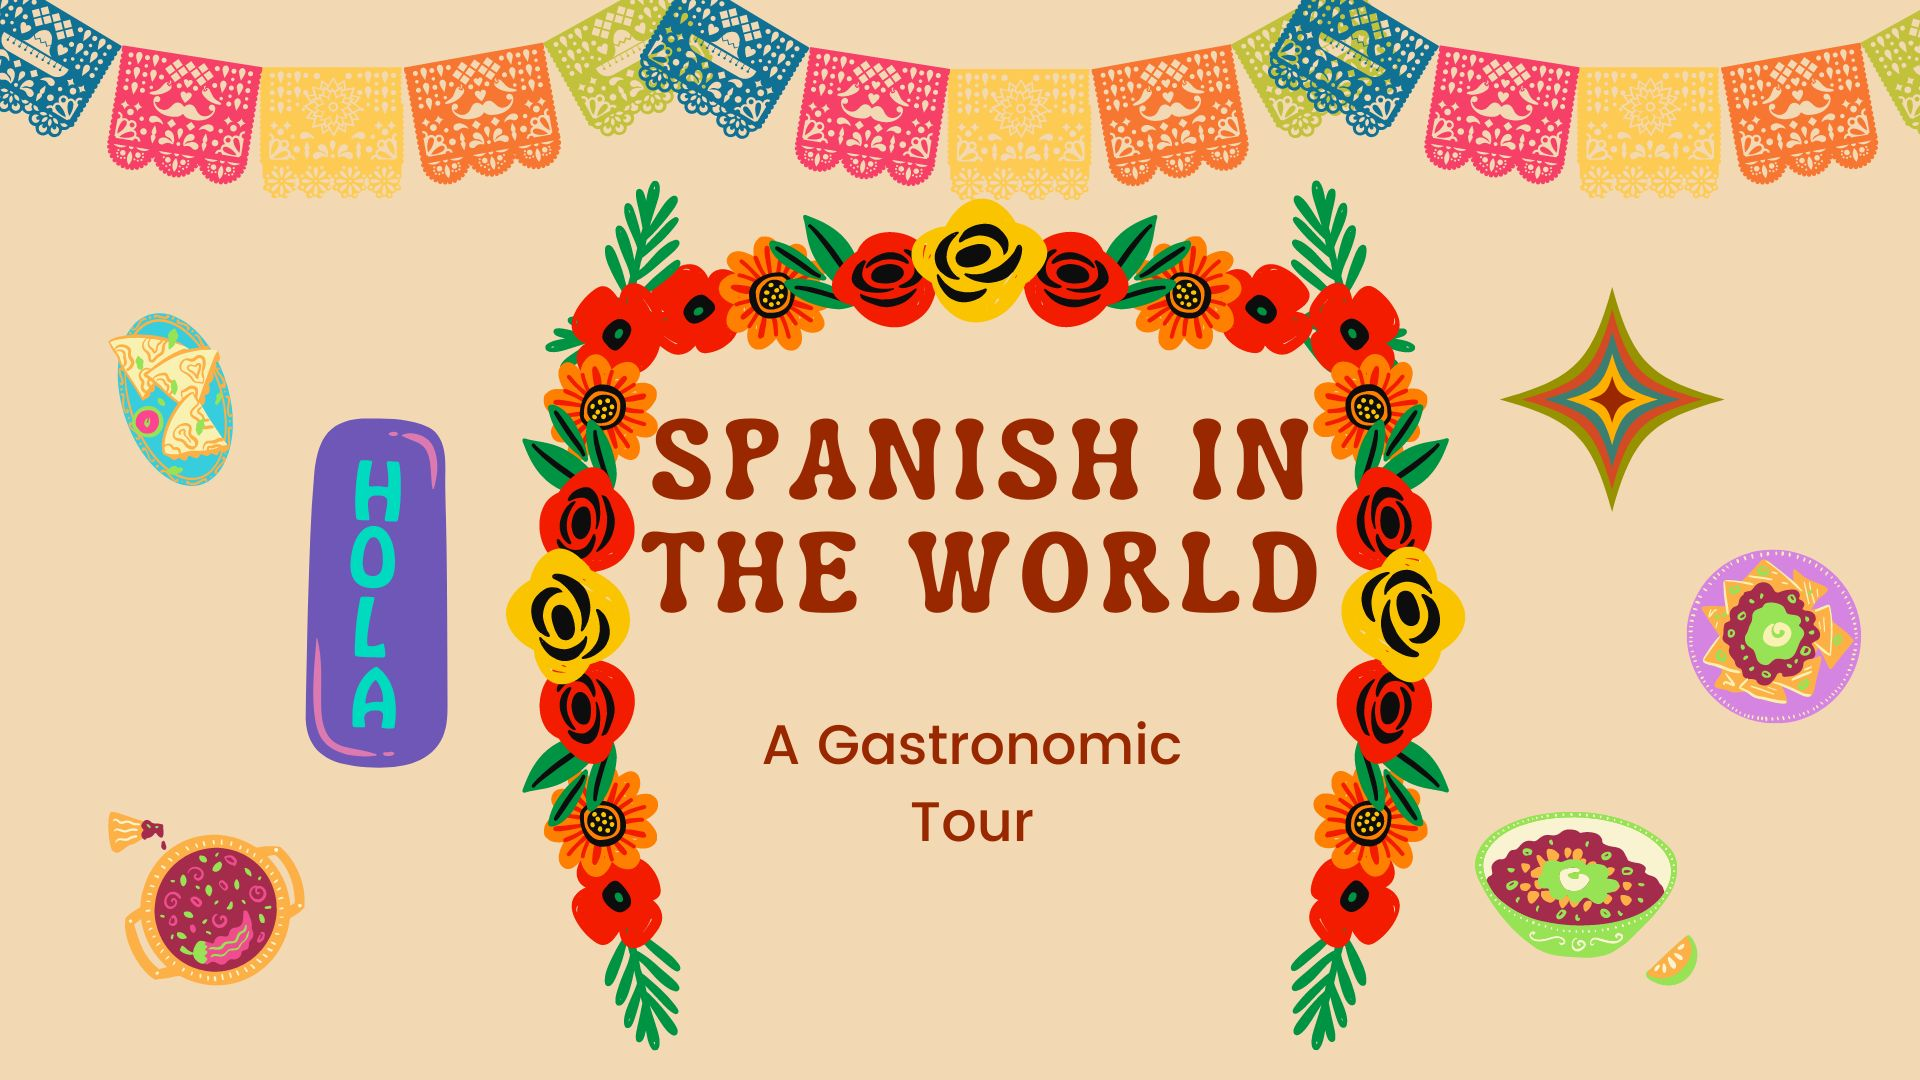 SPANISH IN
THE WORLD
HOLA
A Gastronomic
Tour